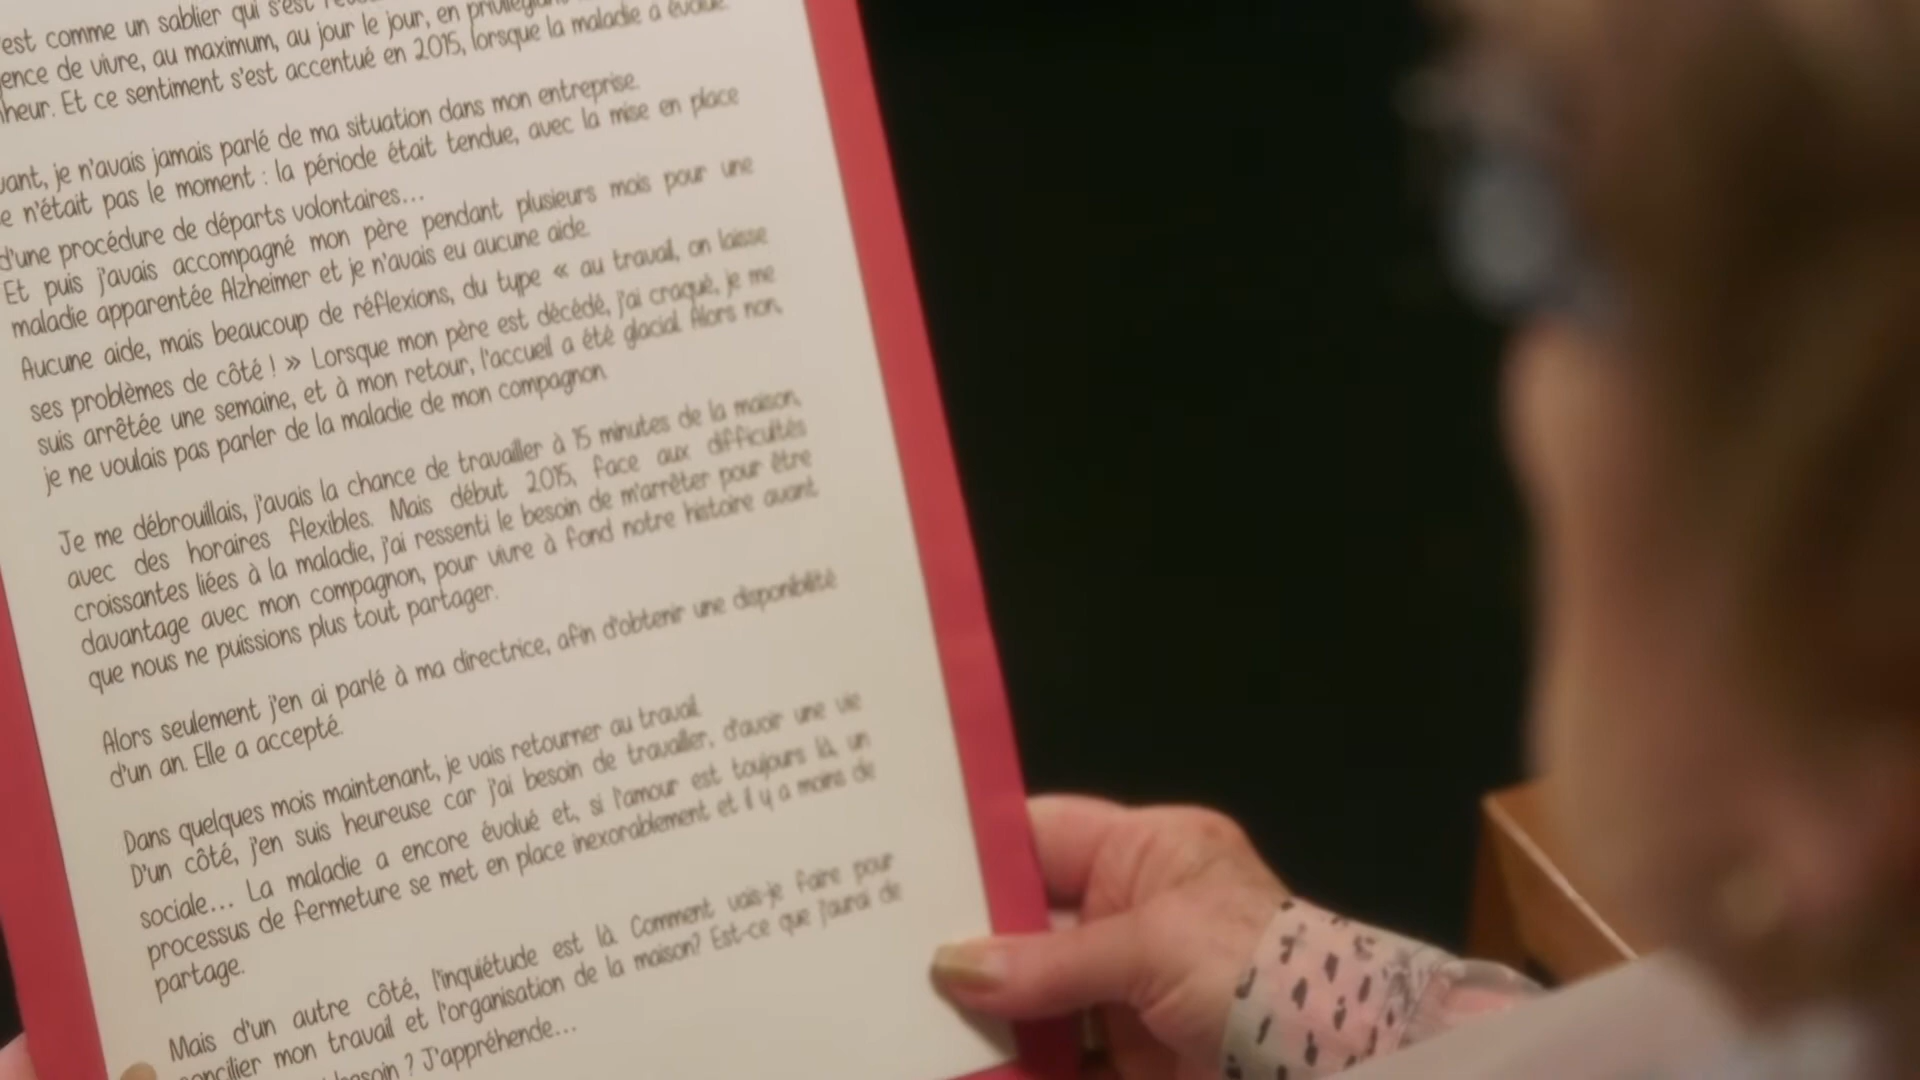 est comme un sablier qui s'est
ence de vivre, au maximum, au jour le jour, en
heur. Et ce sentiment s'est accentué en 2015, lorsque la maladie a évolué.
vant, je n'avais jamais parlé de ma situation dans mon entreprise.
e n'était pas le moment : la période était tendue, avec la mise en place
d'une procédure de départs volontaires...
Et puis j'avais accompagné mon père pendant plusieurs mois pour une
maladie apparentée Alzheimer et je n'avais eu aucune aide.
Aucune aide, mais beaucoup de réflexions, du type « au travail, on laisse
ses problèmes de côté ! » Lorsque mon père est décédé, j'ai craqué, je me
suis arrêtée une semaine, et à mon retour, l'accueil a été glacial. Alors non,
je ne voulais pas parler de la maladie de mon compagnon.
Je me débrouillais, j'avais la chance de travailler à 15 minutes de la maison,
avec des horaires flexibles. Mais début 2015, face aux difficultés
croissantes liées à la maladie, j'ai ressenti le besoin de m'arrêter pour être
davantage avec mon compagnon, pour vivre à fond notre histoire avant
que nous ne puissions plus tout partager.
Alors seulement j'en ai parlé à ma directrice, afin d'obtenir une disponibilité
d'un an. Elle a accepté.
Dans quelques mois maintenant, je vais retourner au travail.
D'un côté, j'en suis heureuse car j'ai besoin de travailler, d'avoir une vie
sociale... La maladie a encore évolué et, si l'amour est toujours là, un
processus de fermeture se met en place inexorablement et il y a moins de
partage.
Mais d'un autre côté, l'inquiétude est là. Comment vais-je faire pour
concilier mon travail et l'organisation de la maison? Est-ce que j'aurai de
besoin ? J'appréhende...